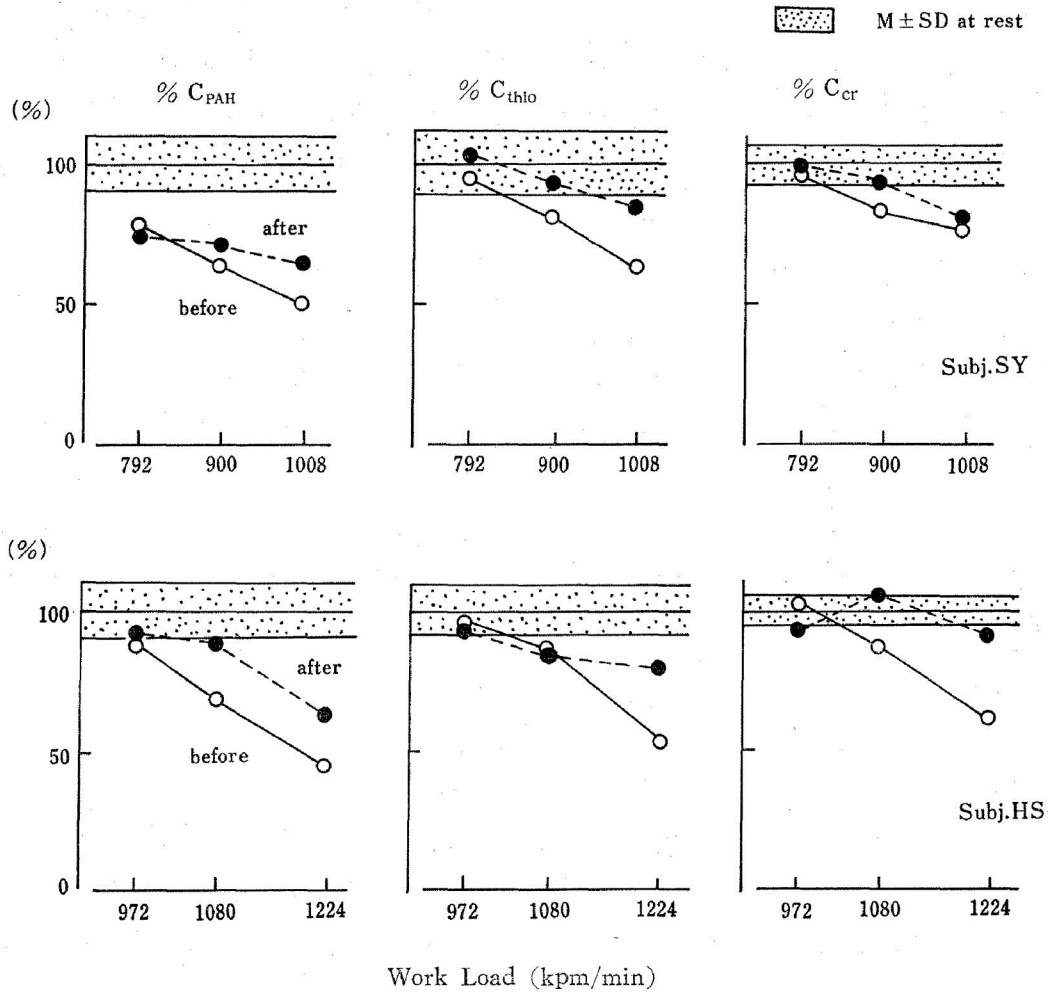 M ± SD at rest
% C_PAH % C_thio % C_cr
(%)
100
after
50
before
Subj.SY
0
792 900 1008 792 900 1008 792 900 1008
(%)
100
after
50
before
Subj.HS
0
972 1080 1224 972 1080 1224 972 1080 1224
Work Load (kpm/min)